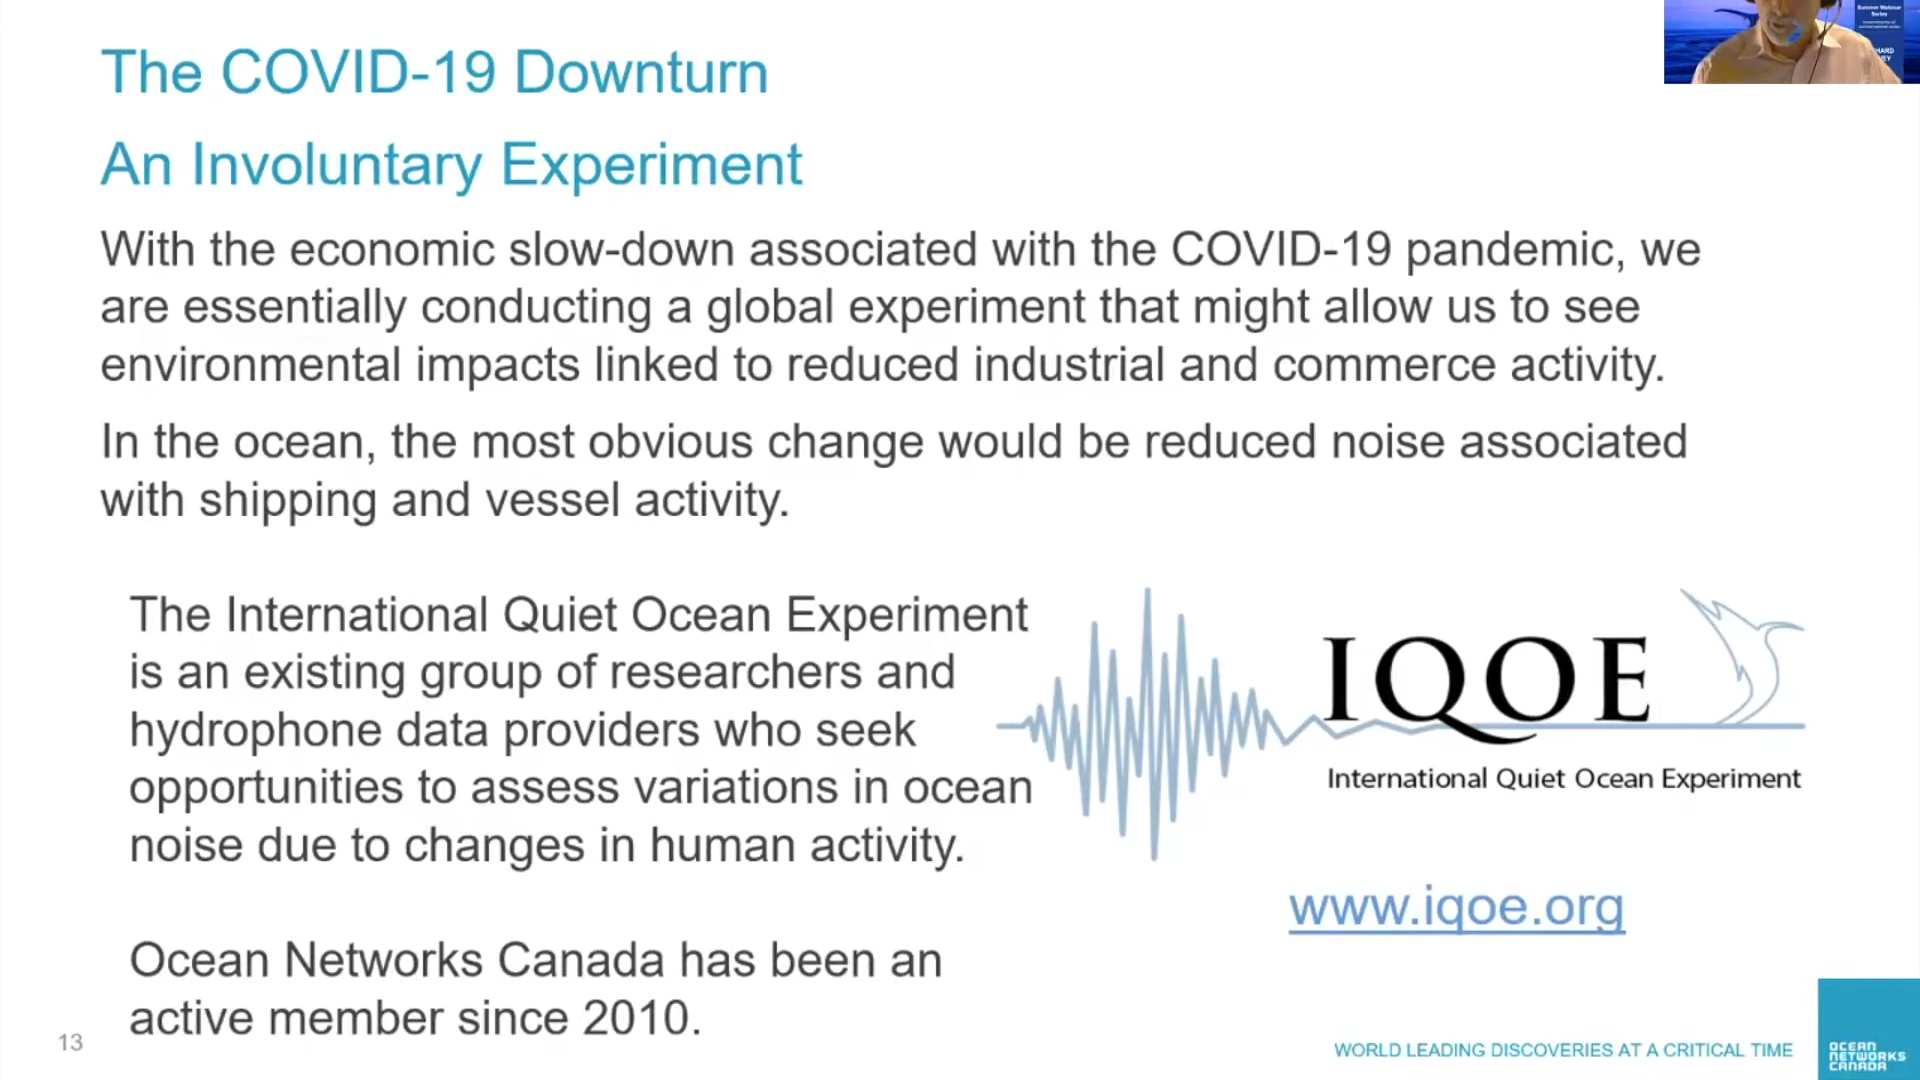 The COVID-19 Downturn
An Involuntary Experiment
With the economic slow-down associated with the COVID-19 pandemic, we
are essentially conducting a global experiment that might allow us to see
environmental impacts linked to reduced industrial and commerce activity.
In the ocean, the most obvious change would be reduced noise associated
with shipping and vessel activity.
The International Quiet Ocean Experiment
is an existing group of researchers and
hydrophone data providers who seek
opportunities to assess variations in ocean
noise due to changes in human activity.
Ocean Networks Canada has been an
active member since 2010.
IQOE
International Quiet Ocean Experiment
www.iqoe.org
13
WORLD LEADING DISCOVERIES AT A CRITICAL TIME
OCEAN
NETWORKS
CANADA
Summer Webinar
Series